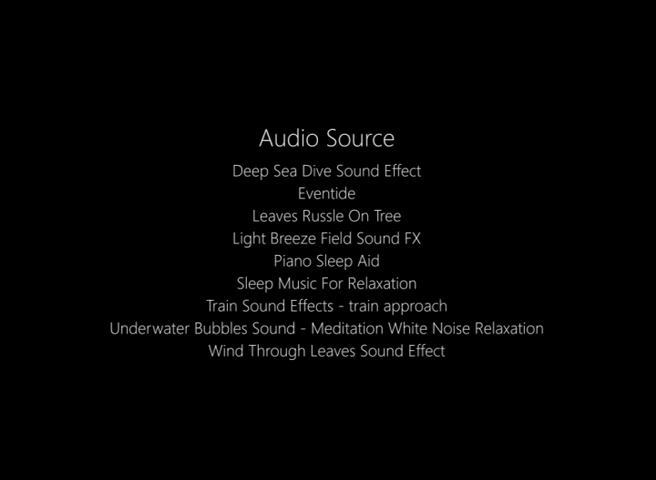 Audio Source
Deep Sea Dive Sound Effect
Eventide
Leaves Russle On Tree
Light Breeze Field Sound FX
Piano Sleep Aid
Sleep Music For Relaxation
Train Sound Effects - train approach
Underwater Bubbles Sound - Meditation White Noise Relaxation
Wind Through Leaves Sound Effect